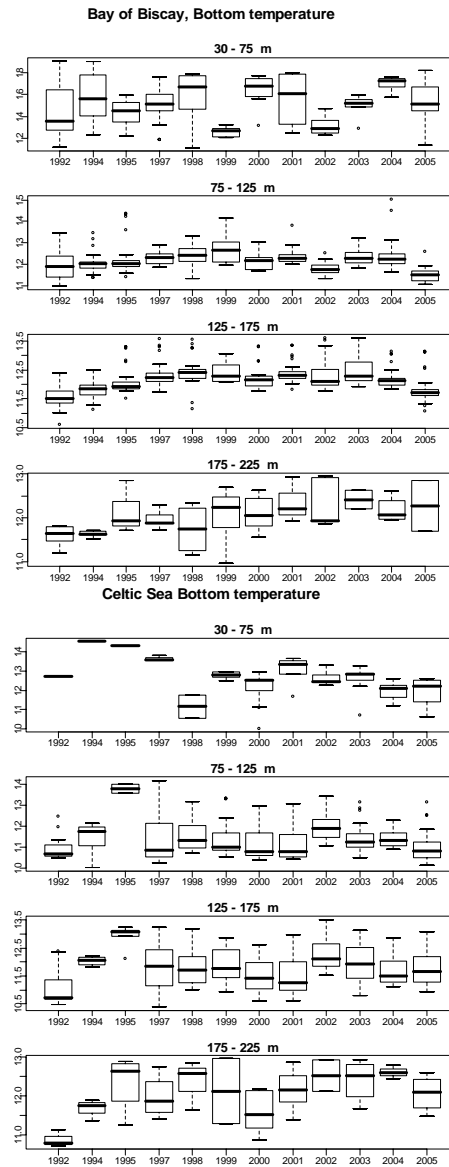 Bay of Biscay, Bottom temperature
30 - 75 m
12 14 16 18
1992 1994 1995 1997 1998 1999 2000 2001 2002 2003 2004 2005
75 - 125 m
11 12 13 14 15
1992 1994 1995 1997 1998 1999 2000 2001 2002 2003 2004 2005
125 - 175 m
10.5 11.5 12.5 13.5
1992 1994 1995 1997 1998 1999 2000 2001 2002 2003 2004 2005
175 - 225 m
11.0 12.0 13.0
1992 1994 1995 1997 1998 1999 2000 2001 2002 2003 2004 2005
Celtic Sea Bottom temperature
30 - 75 m
10 11 12 13 14
1992 1994 1995 1997 1998 1999 2000 2001 2002 2003 2004 2005
75 - 125 m
10 11 12 13 14
1992 1994 1995 1997 1998 1999 2000 2001 2002 2003 2004 2005
125 - 175 m
10.5 11.5 12.5 13.5
1992 1994 1995 1997 1998 1999 2000 2001 2002 2003 2004 2005
175 - 225 m
11.0 12.0 13.0
1992 1994 1995 1997 1998 1999 2000 2001 2002 2003 2004 2005